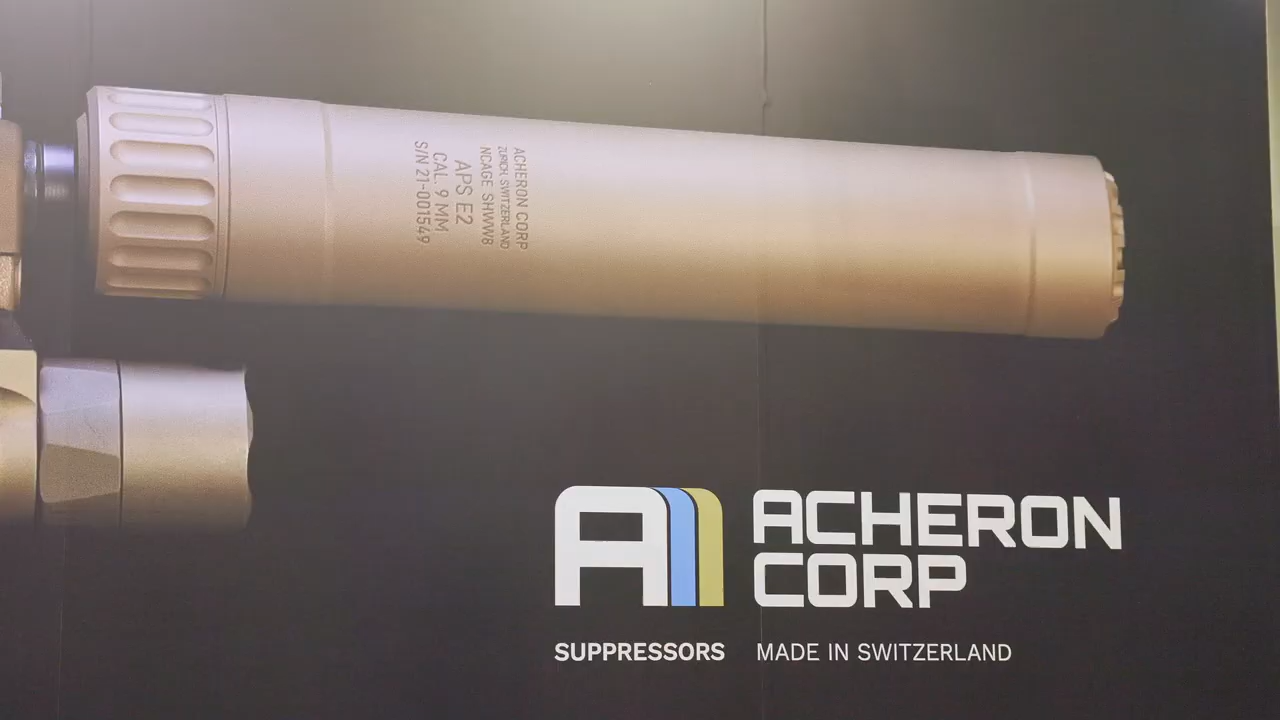 ACHERON CORP
ZURICH, SWITZERLAND
NCAGE SHWW8
APS E2
CAL. 9 MM
S/N 21-001549
ACHERON
CORP
SUPPRESSORS MADE IN SWITZERLAND